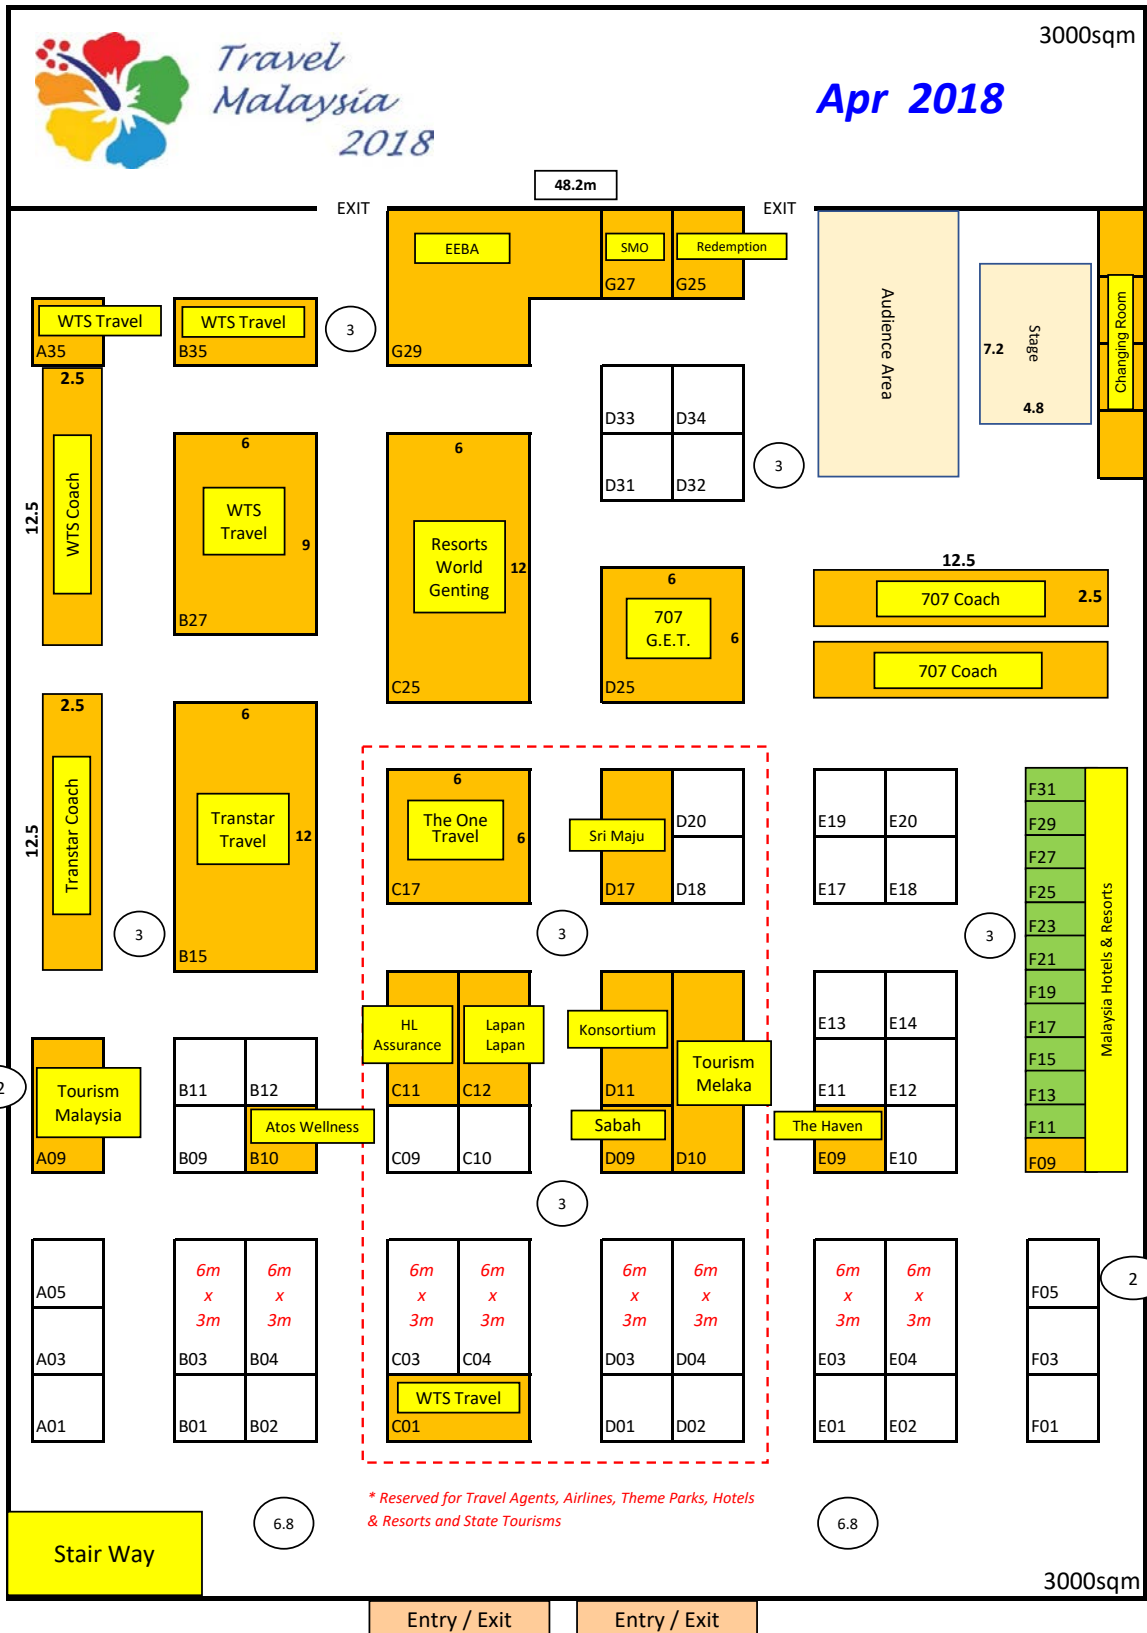 3000sqm
Travel
Malaysia
2018
Apr 2018
48.2m
EXIT
EXIT
EEBA
SMO
Redemption
G27
G25
G29
WTS Travel
A35
WTS Travel
B35
3
Audience Area
Stage
7.2
4.8
Changing Room
2.5
12.5
WTS Coach
6
WTS
Travel
9
B27
6
Resorts
World
Genting
12
C25
D33
D34
D31
D32
3
6
707
G.E.T.
6
D25
12.5
707 Coach
2.5
707 Coach
2.5
12.5
Transtar Coach
6
Transtar
Travel
12
B15
3
6
The One
Travel
6
C17
Sri Maju
D17
D20
D18
3
E19
E20
E17
E18
3
F31
F29
F27
F25
F23
F21
F19
F17
F15
F13
F11
F09
Malaysia Hotels & Resorts
2
Tourism
Malaysia
A09
B11
B12
B09
Atos Wellness
B10
HL
Assurance
C11
Lapan
Lapan
C12
C09
C10
Konsortium
D11
Tourism
Melaka
Sabah
D09
D10
E13
E14
E11
E12
The Haven
E09
E10
3
A05
A03
A01
6m
x
3m
B03
6m
x
3m
B04
B01
B02
6m
x
3m
C03
6m
x
3m
C04
WTS Travel
C01
6m
x
3m
D03
6m
x
3m
D04
D01
D02
6m
x
3m
E03
6m
x
3m
E04
E01
E02
F05
2
F03
F01
* Reserved for Travel Agents, Airlines, Theme Parks, Hotels
& Resorts and State Tourisms
6.8
6.8
Stair Way
3000sqm
Entry / Exit
Entry / Exit